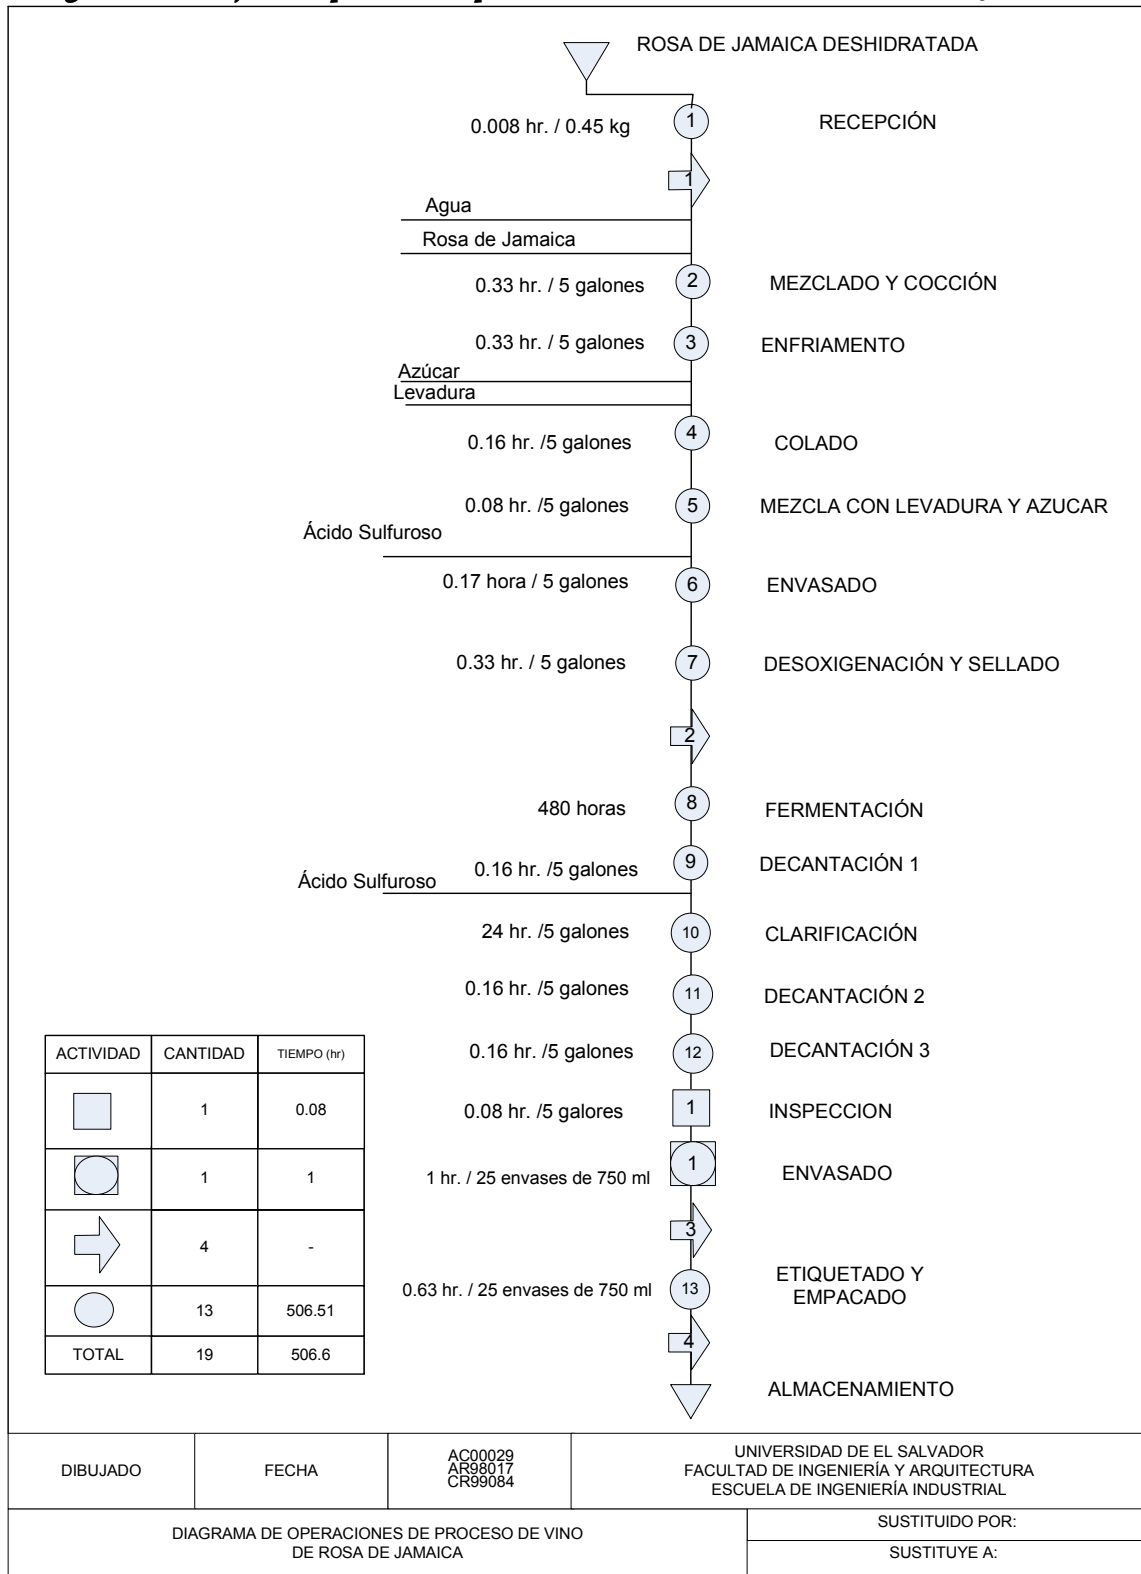 ROSA DE JAMAICA DESHIDRATADA
0.008 hr. / 0.45 kg
1
RECEPCIÓN
1
Agua
Rosa de Jamaica
0.33 hr. / 5 galones
2
MEZCLADO Y COCCIÓN
0.33 hr. / 5 galones
3
ENFRIAMENTO
Azúcar
Levadura
0.16 hr. /5 galones
4
COLADO
0.08 hr. /5 galones
5
MEZCLA CON LEVADURA Y AZUCAR
Ácido Sulfuroso
0.17 hora / 5 galones
6
ENVASADO
0.33 hr. / 5 galones
7
DESOXIGENACIÓN Y SELLADO
2
480 horas
8
FERMENTACIÓN
0.16 hr. /5 galones
9
DECANTACIÓN 1
Ácido Sulfuroso
24 hr. /5 galones
10
CLARIFICACIÓN
0.16 hr. /5 galones
11
DECANTACIÓN 2
0.16 hr. /5 galones
12
DECANTACIÓN 3
0.08 hr. /5 galores
1
INSPECCION
1 hr. / 25 envases de 750 ml
1
ENVASADO
3
0.63 hr. / 25 envases de 750 ml
13
ETIQUETADO Y
EMPACADO
4
ALMACENAMIENTO
ACTIVIDAD CANTIDAD TIEMPO (hr)
1 0.08
1 1
4 -
13 506.51
TOTAL 19 506.6
DIBUJADO
FECHA
AC00029
AR98017
CR99084
UNIVERSIDAD DE EL SALVADOR
FACULTAD DE INGENIERÍA Y ARQUITECTURA
ESCUELA DE INGENIERÍA INDUSTRIAL
DIAGRAMA DE OPERACIONES DE PROCESO DE VINO
DE ROSA DE JAMAICA
SUSTITUIDO POR:
SUSTITUYE A: